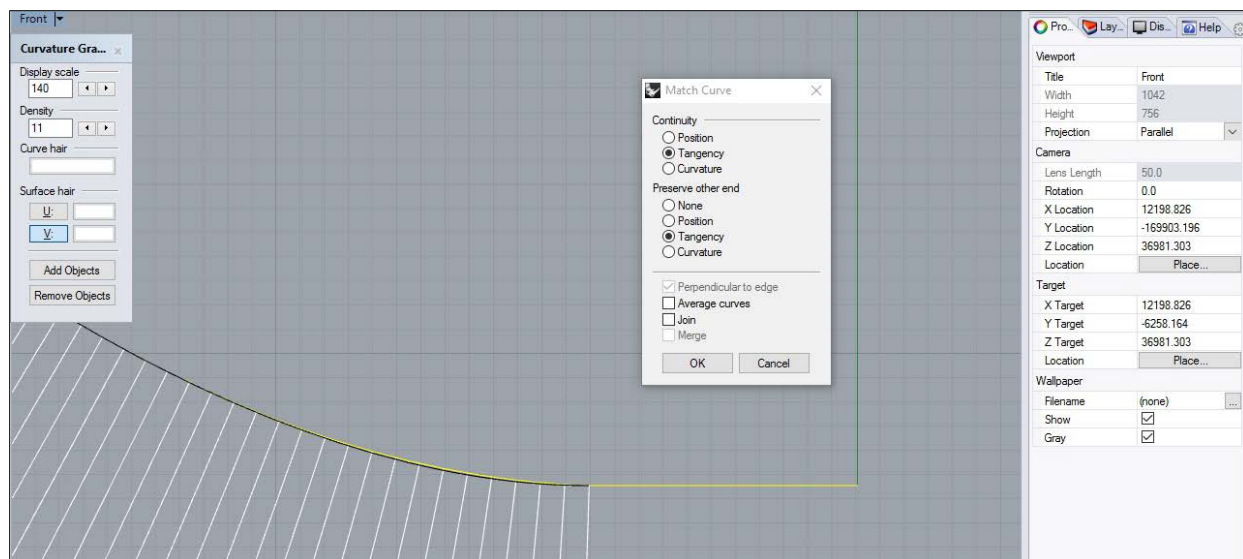 Front
Curvature Gra...
Display scale
140
Density
11
Curve hair
Surface hair
U:
V:
Add Objects
Remove Objects
Match Curve
Continuity
Position
Tangency
Curvature
Preserve other end
None
Position
Tangency
Curvature
Perpendicular to edge
Average curves
Join
Merge
OK Cancel
Pro... Lay... Dis... Help
Viewport
Title Front
Width 1042
Height 756
Projection Parallel
Camera
Lens Length 50.0
Rotation 0.0
X Location 12198.826
Y Location -169903.196
Z Location 36981.303
Location Place...
Target
X Target 12198.826
Y Target -6258.164
Z Target 36981.303
Location Place...
Wallpaper
Filename (none) ...
Show
Gray